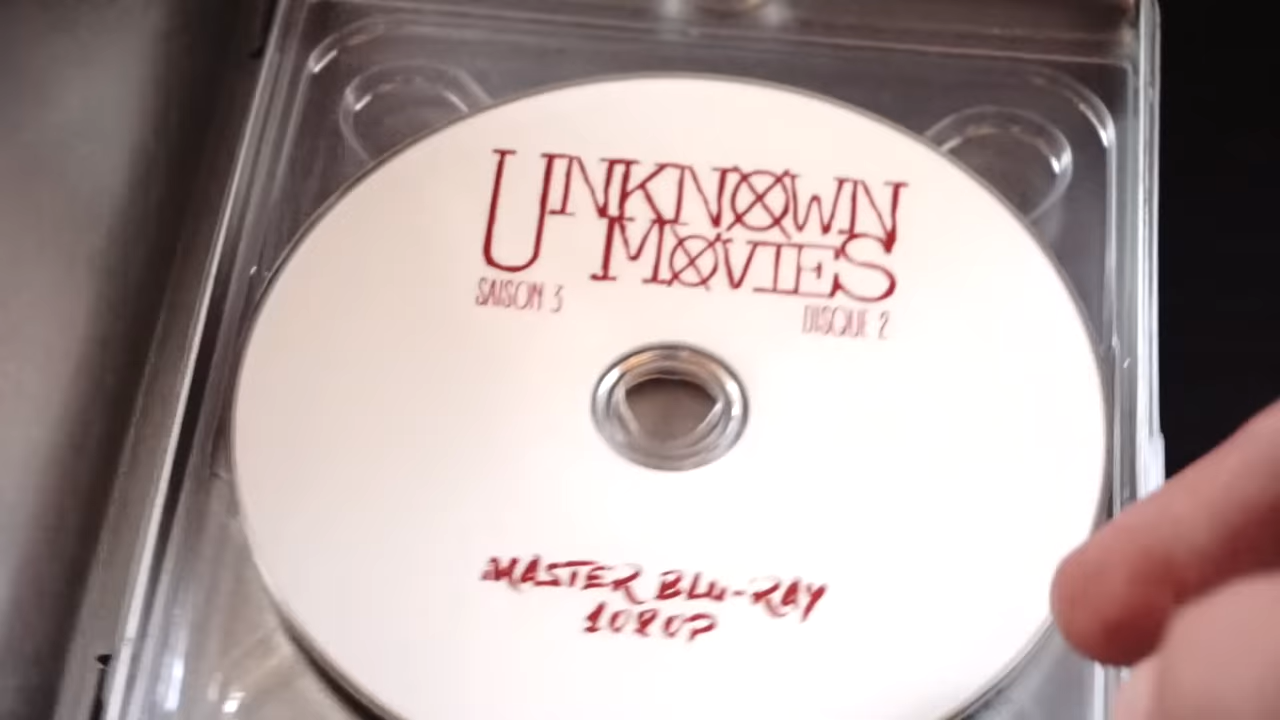 UNKNOWN
MOVIES
SAISON 3
DISQUE 2
MASTER BLU-RAY
1080P